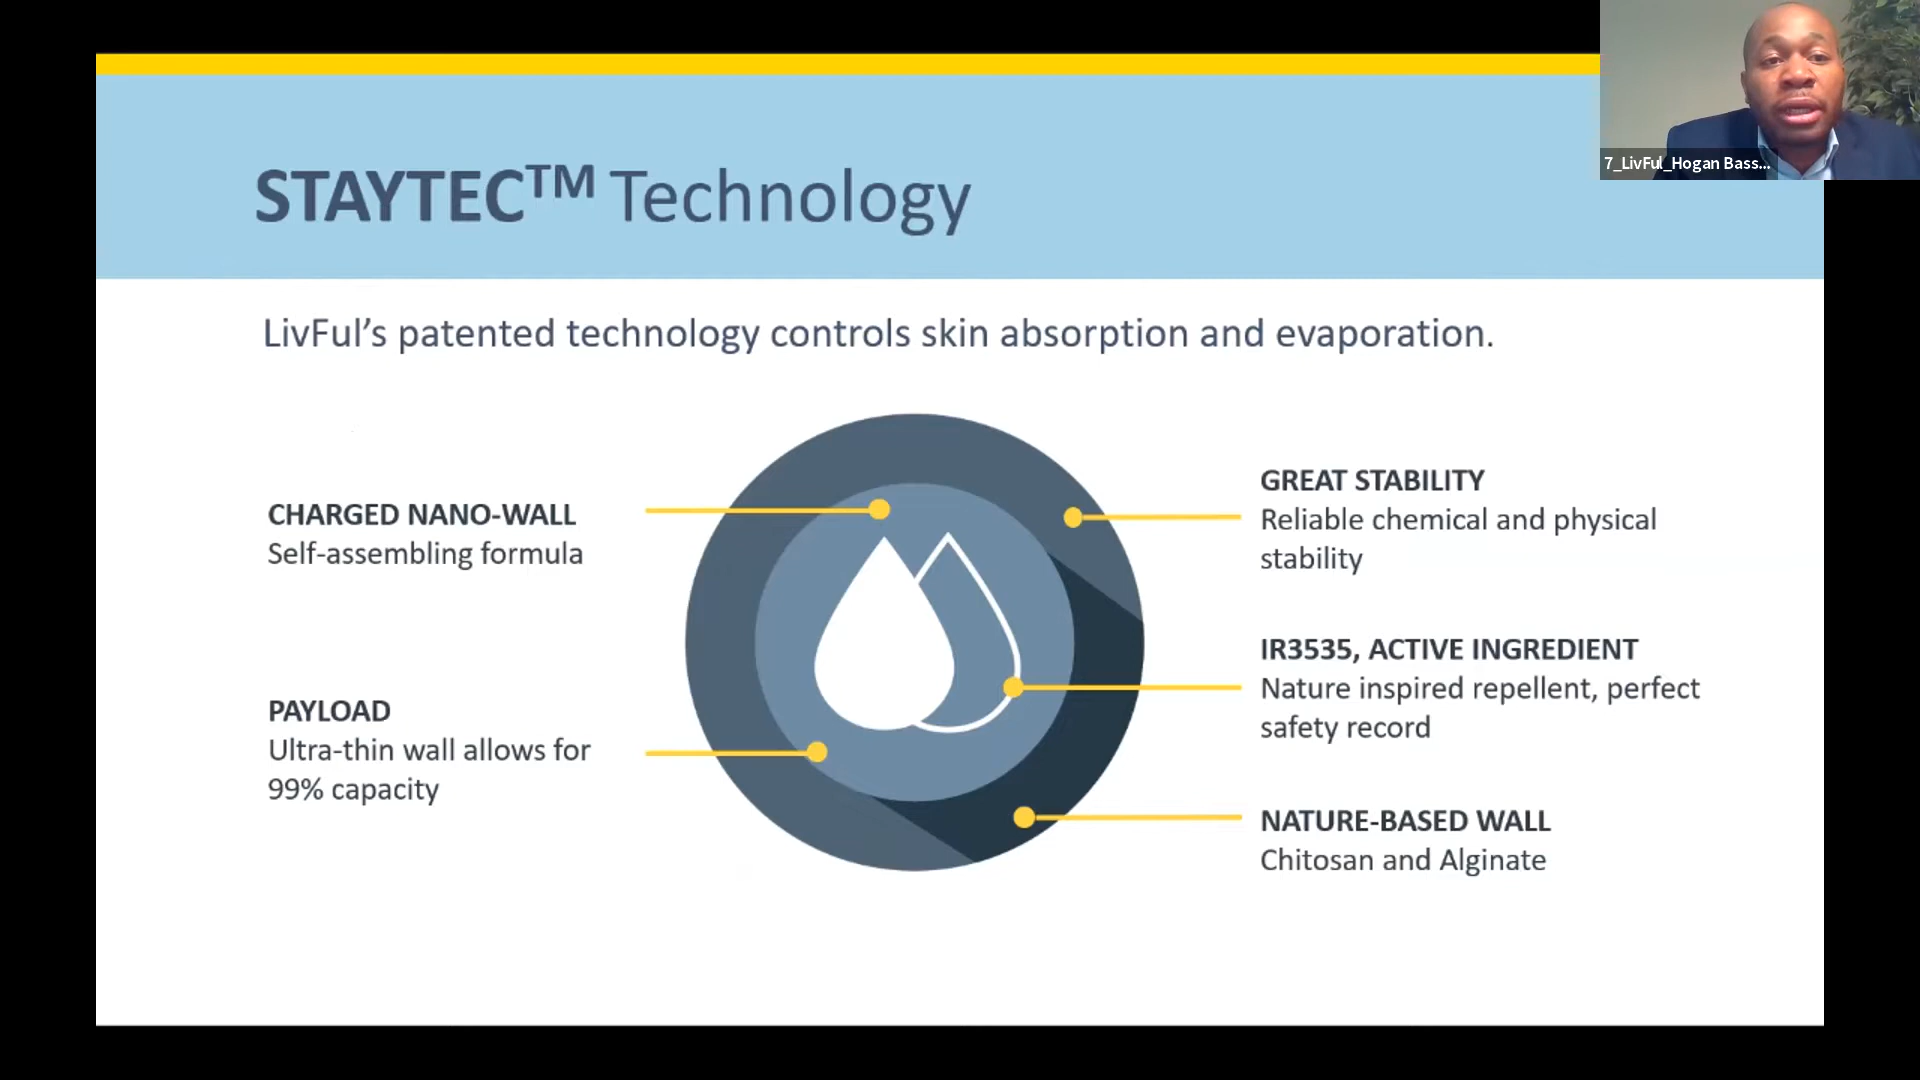 7_LivFul_Hogan Bass...
STAYTEC™ Technology
LivFul’s patented technology controls skin absorption and evaporation.
CHARGED NANO-WALL
Self-assembling formula
PAYLOAD
Ultra-thin wall allows for
99% capacity
GREAT STABILITY
Reliable chemical and physical
stability
IR3535, ACTIVE INGREDIENT
Nature inspired repellent, perfect
safety record
NATURE-BASED WALL
Chitosan and Alginate